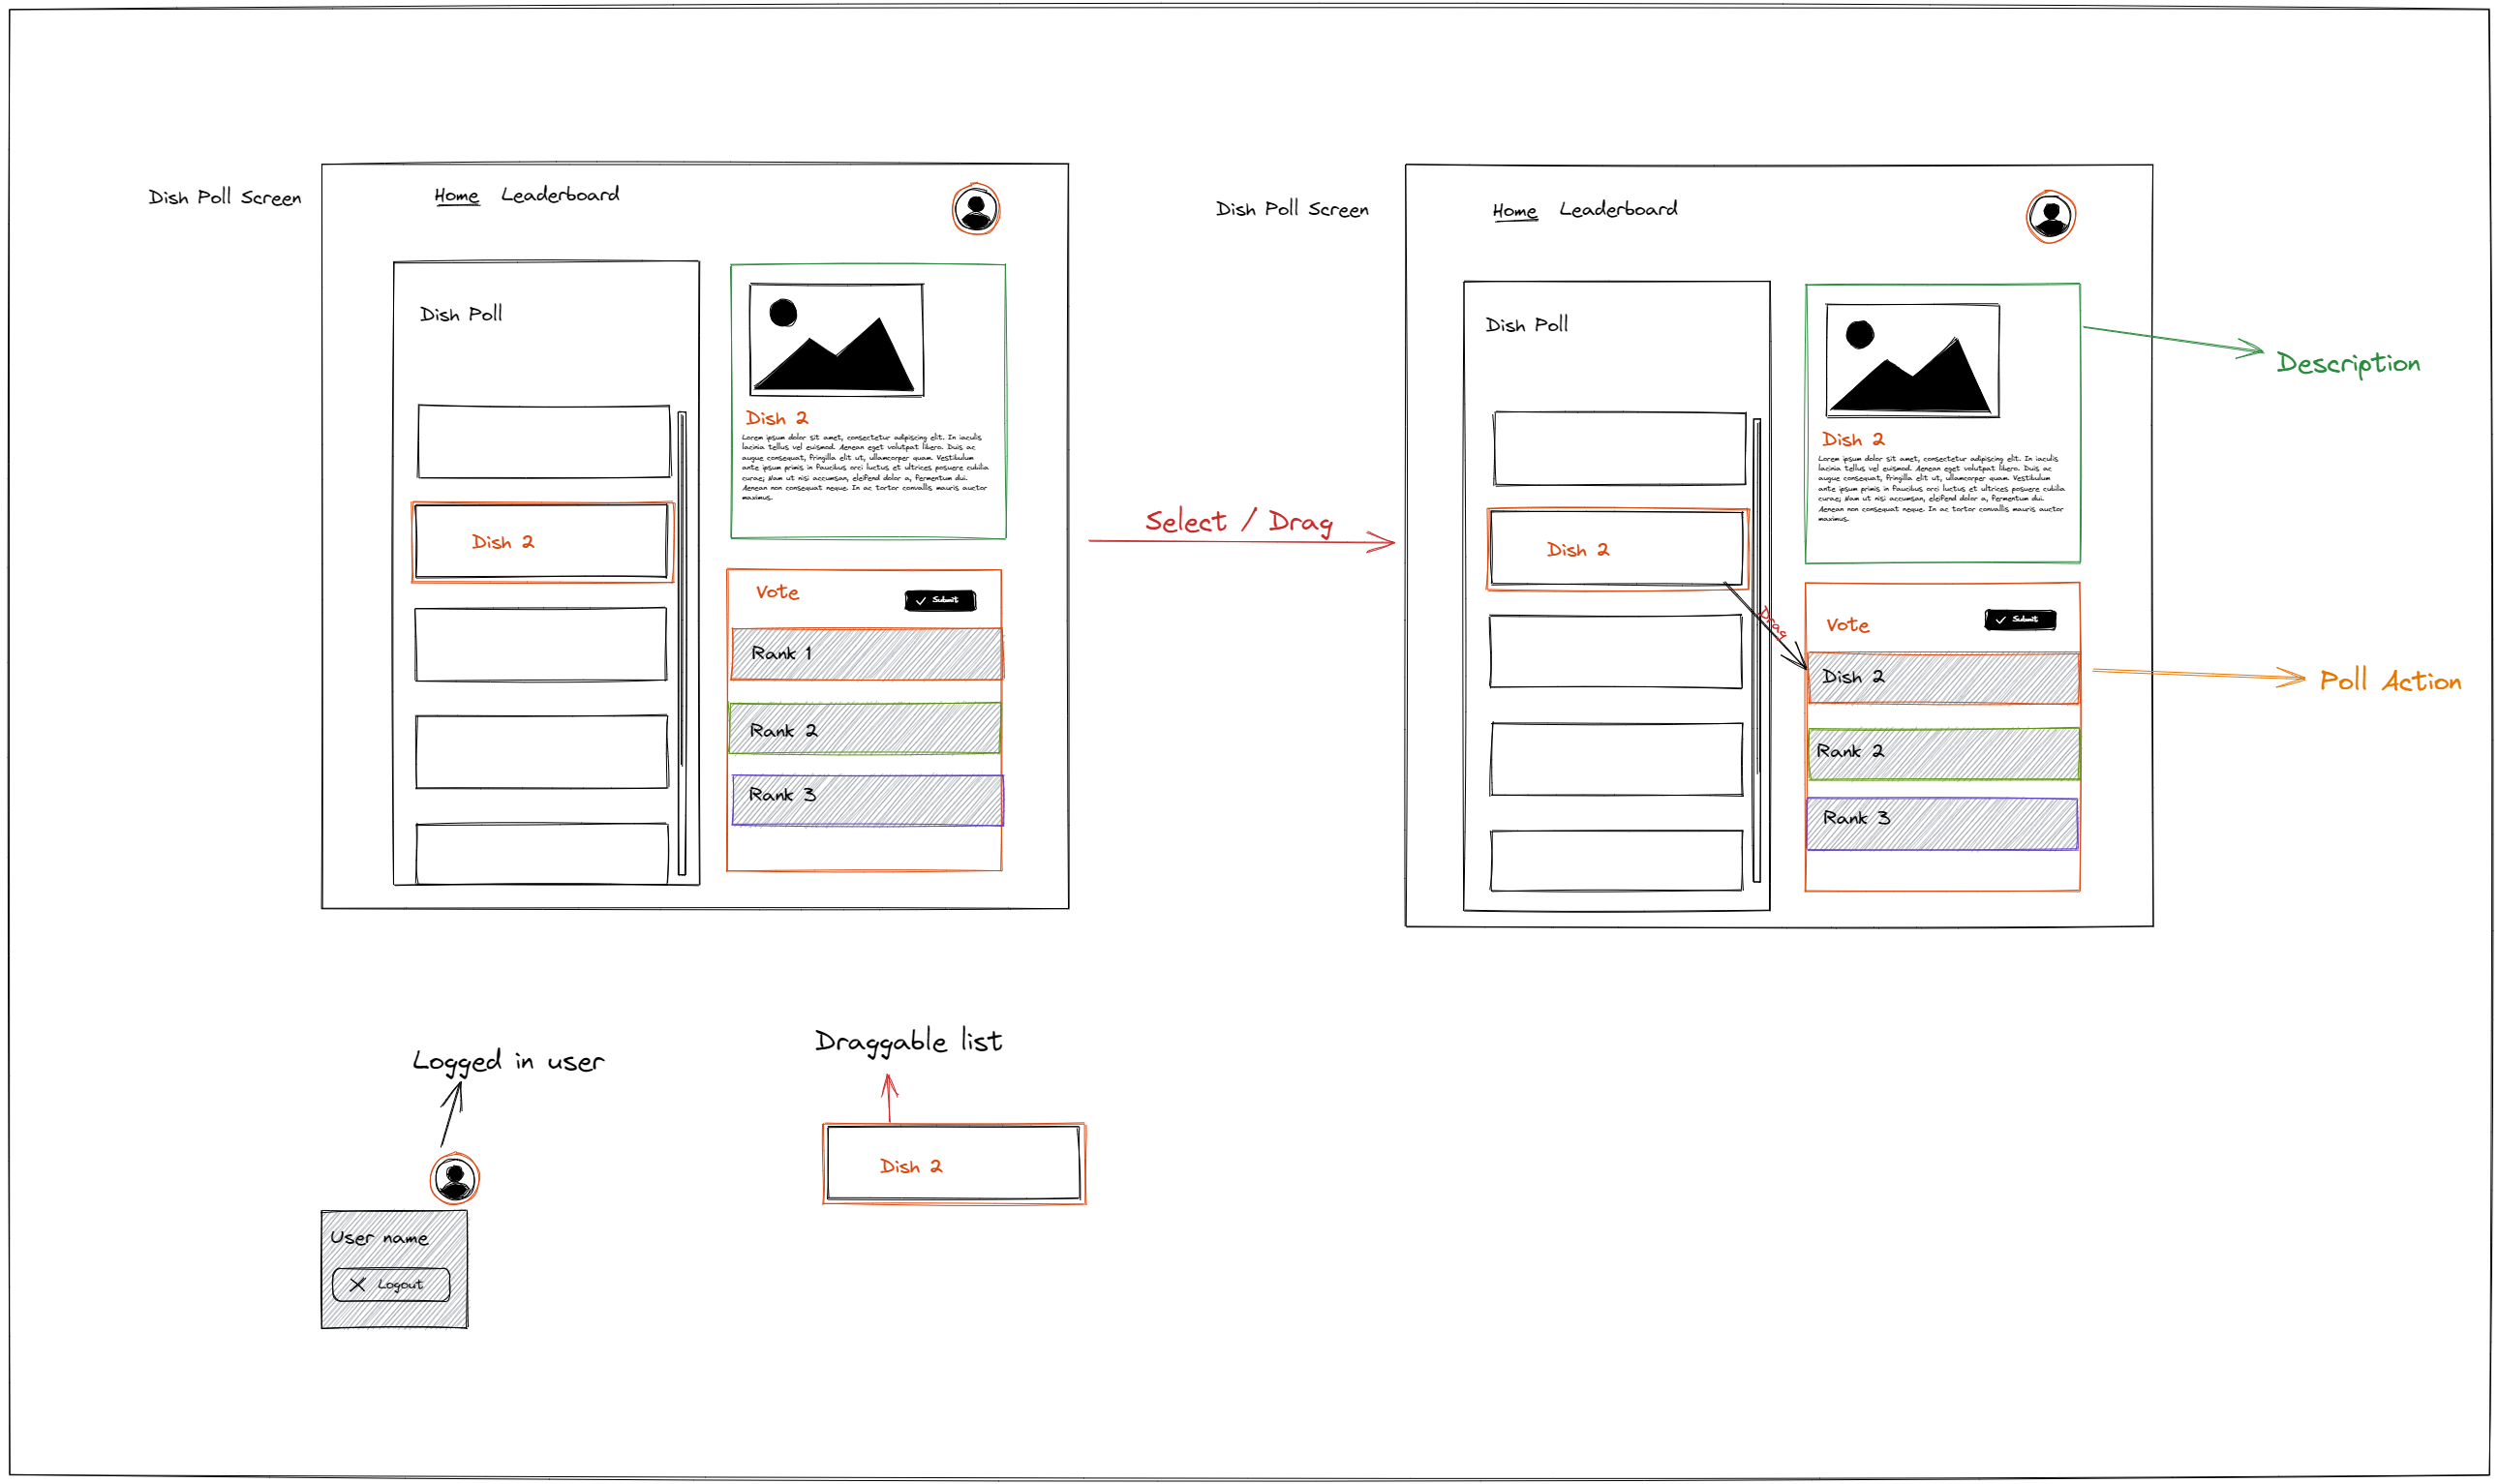 Dish Poll Screen
Home Leaderboard
Dish Poll
Dish 2
Dish 2
Lorem ipsum dolor sit amet, consectetur adipiscing elit. In iaculis
lacinia tellus vel euismod. Aenean eget volutpat libero. Duis ac
augue consequat, fringilla elit ut, ullamcorper quam. Vestibulum
ante ipsum primis in faucibus orci luctus et ultrices posuere cubilia
curae; Nam ut nisi accumsan, eleifend dolor a, fermentum dui.
Aenean non consequat neque. In ac tortor convallis mauris auctor
maximus.
Vote
Submit
Rank 1
Rank 2
Rank 3
Select / Drag
Dish Poll Screen
Home Leaderboard
Dish Poll
Dish 2
Drag
Dish 2
Lorem ipsum dolor sit amet, consectetur adipiscing elit. In iaculis
lacinia tellus vel euismod. Aenean eget volutpat libero. Duis ac
augue consequat, fringilla elit ut, ullamcorper quam. Vestibulum
ante ipsum primis in faucibus orci luctus et ultrices posuere cubilia
curae; Nam ut nisi accumsan, eleifend dolor a, fermentum dui.
Aenean non consequat neque. In ac tortor convallis mauris auctor
maximus.
Vote
Submit
Dish 2
Rank 2
Rank 3
Description
Poll Action
Logged in user
User name
Logout
Draggable list
Dish 2